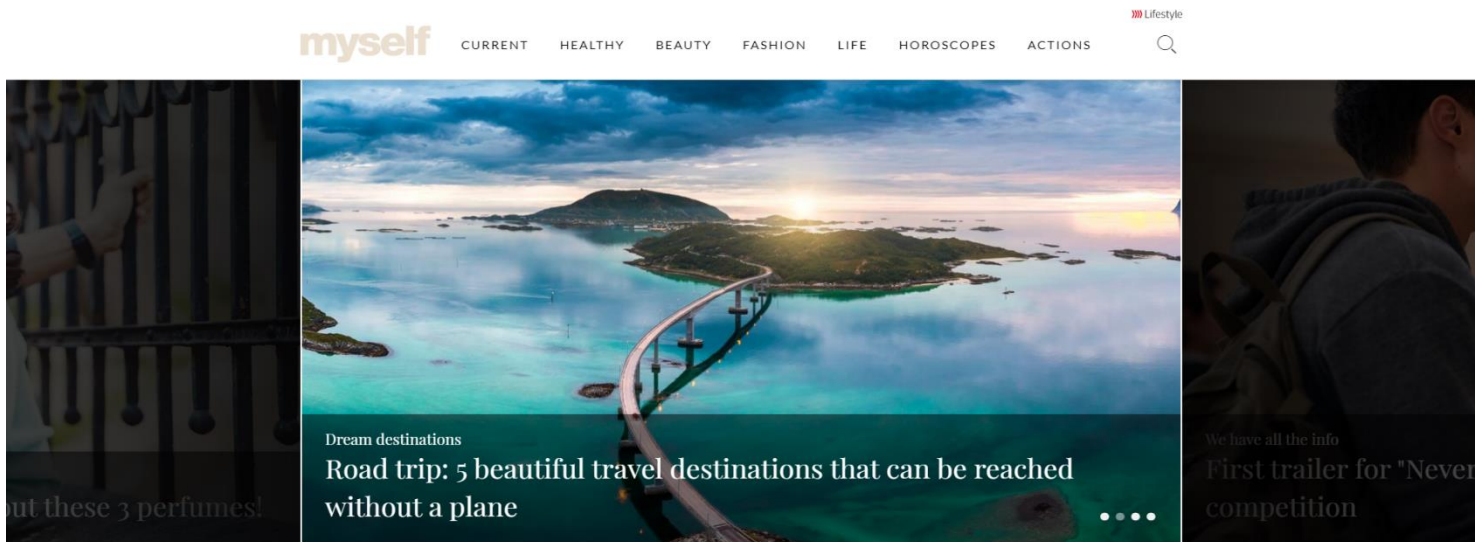 Lifestyle
myself
CURRENT HEALTHY BEAUTY FASHION LIFE HOROSCOPES ACTIONS
Dream destinations
Road trip: 5 beautiful travel destinations that can be reached
without a plane
these 3 perfumes!
We have all the info
First trailer for "Never
competition